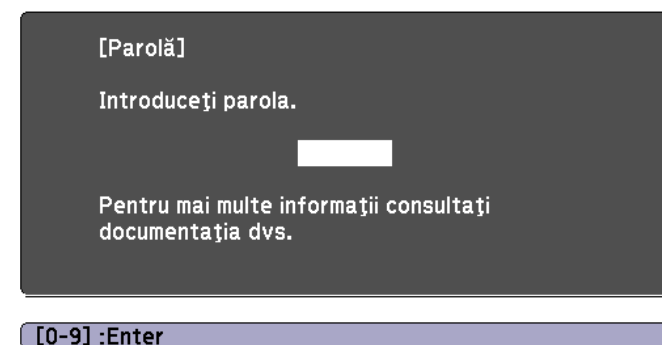 [Parolă]
Introduceţi parola.
Pentru mai multe informaţii consultaţi
documentaţia dvs.
[0-9] :Enter